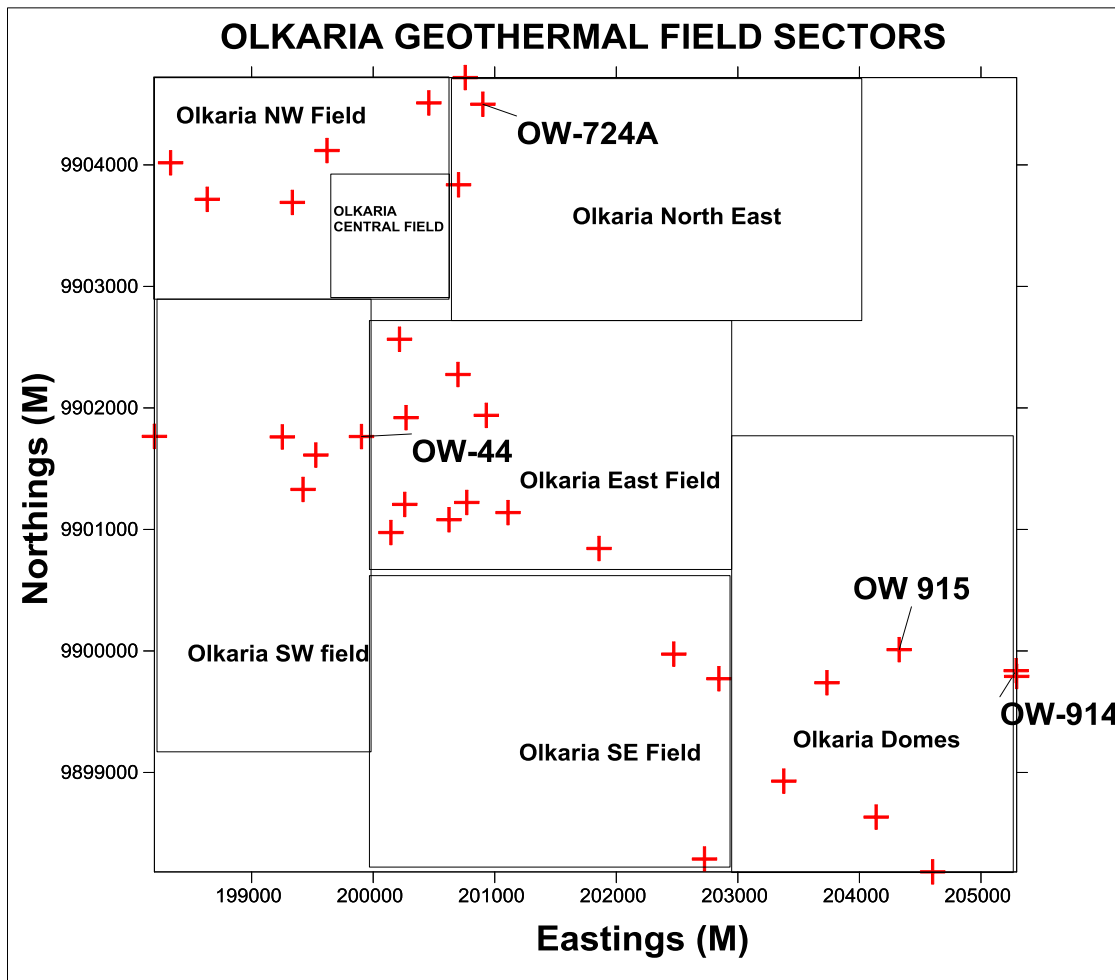 OLKARIA GEOTHERMAL FIELD SECTORS
Olkaria NW Field
OW-724A
OLKARIA
CENTRAL FIELD
Olkaria North East
OW-44
Olkaria East Field
OW 915
Olkaria SW field
OW-914
Olkaria SE Field
Olkaria Domes
9904000
9903000
9902000
9901000
9900000
9899000
Northings (M)
199000 200000 201000 202000 203000 204000 205000
Eastings (M)